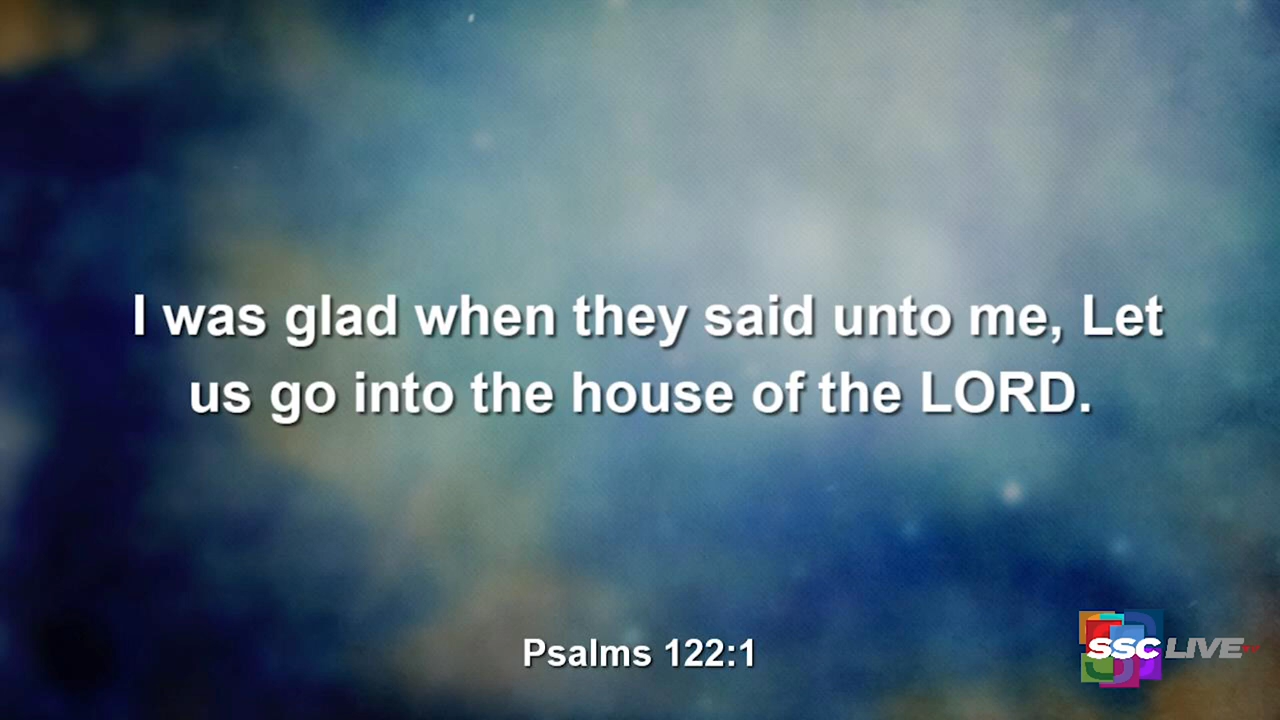 I was glad when they said unto me, Let
us go into the house of the LORD.
Psalms 122:1
SSC LIVE